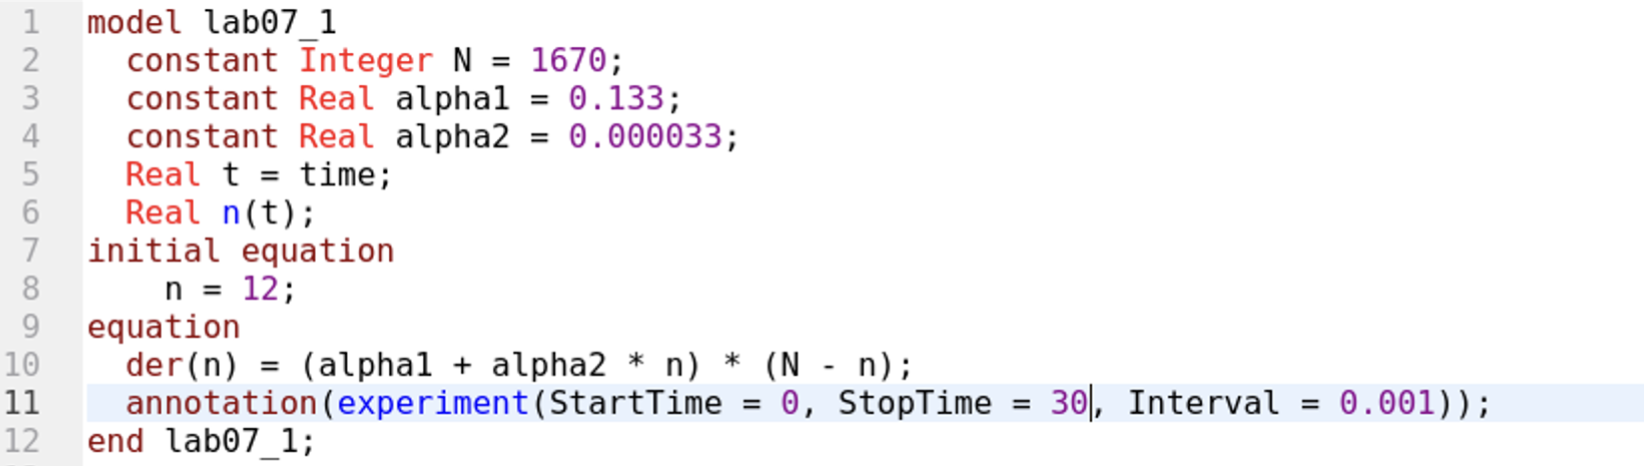 1 model lab07_1
2   constant Integer N = 1670;
3   constant Real alpha1 = 0.133;
4   constant Real alpha2 = 0.000033;
5   Real t = time;
6   Real n(t);
7 initial equation
8     n = 12;
9 equation
10   der(n) = (alpha1 + alpha2 * n) * (N - n);
11   annotation(experiment(StartTime = 0, StopTime = 30, Interval = 0.001));
12 end lab07_1;